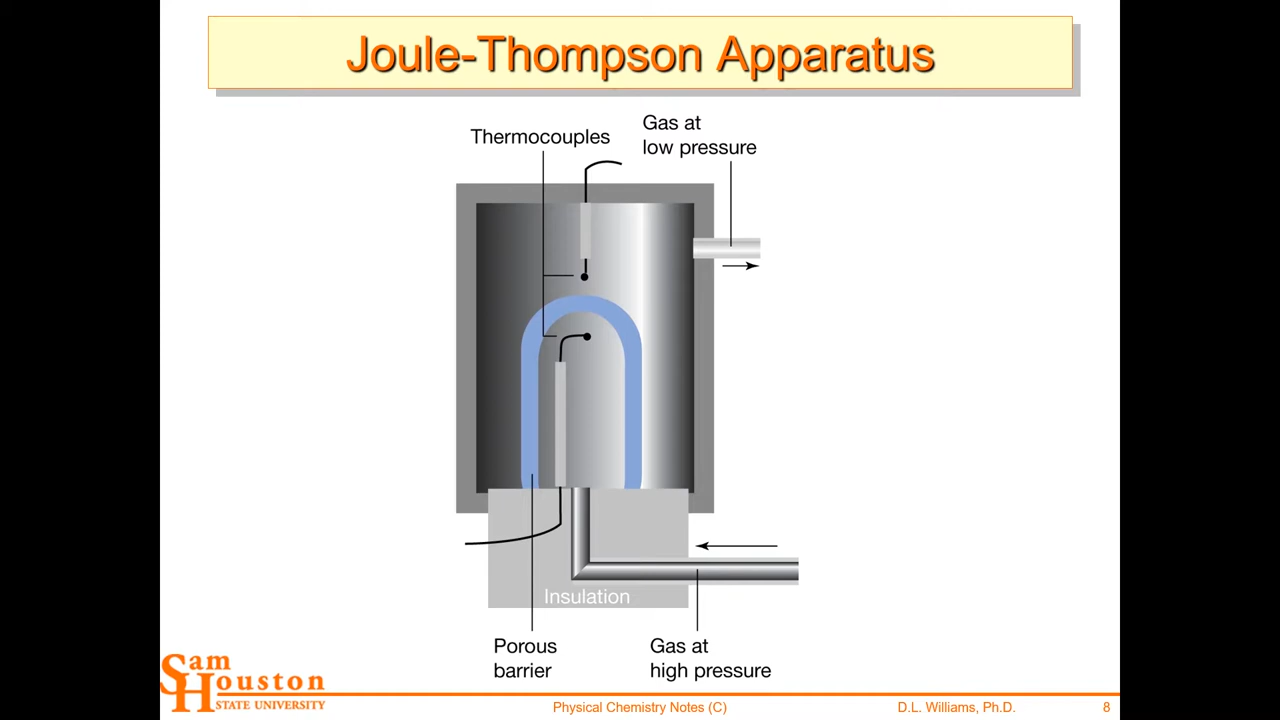 Joule-Thompson Apparatus
Thermocouples
Gas at
low pressure
Insulation
Porous
barrier
Gas at
high pressure
Sam
Houston
STATE UNIVERSITY
Physical Chemistry Notes (C)
D.L. Williams, Ph.D.
8